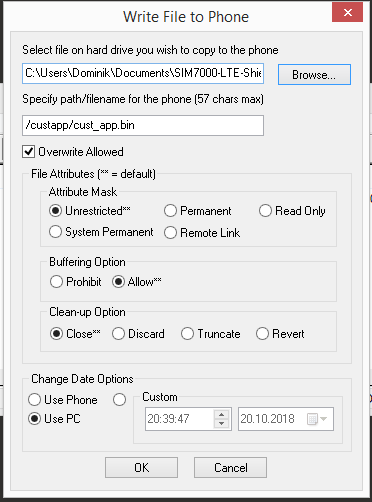 Write File to Phone
Select file on hard drive you wish to copy to the phone
C:\Users\Dominik\Documents\SIM7000-LTE-Shie
Browse...
Specify path/filename for the phone (57 chars max)
/custapp/cust_app.bin
Overwrite Allowed
File Attributes (** = default)
Attribute Mask
Unrestricted** Permanent Read Only
System Permanent Remote Link
Buffering Option
Prohibit Allow**
Clean-up Option
Close** Discard Truncate Revert
Change Date Options
Use Phone Custom
Use PC 20:39:47 20.10.2018
OK Cancel